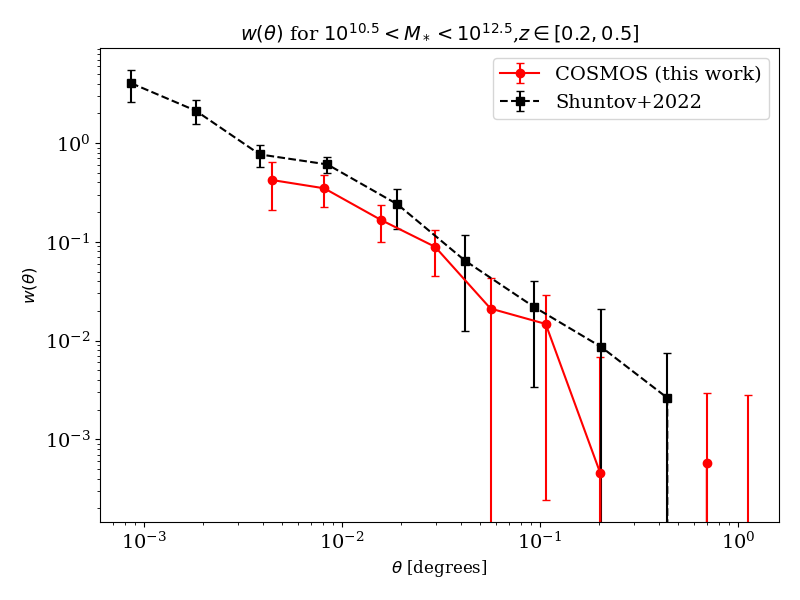 w(θ) for 10^{10.5} < M_* < 10^{12.5}, z ∈ [0.2, 0.5]
COSMOS (this work)
Shuntov+2022
10^0
10^{-1}
10^{-2}
10^{-3}
w(θ)
10^{-3} 10^{-2} 10^{-1} 10^0
θ [degrees]